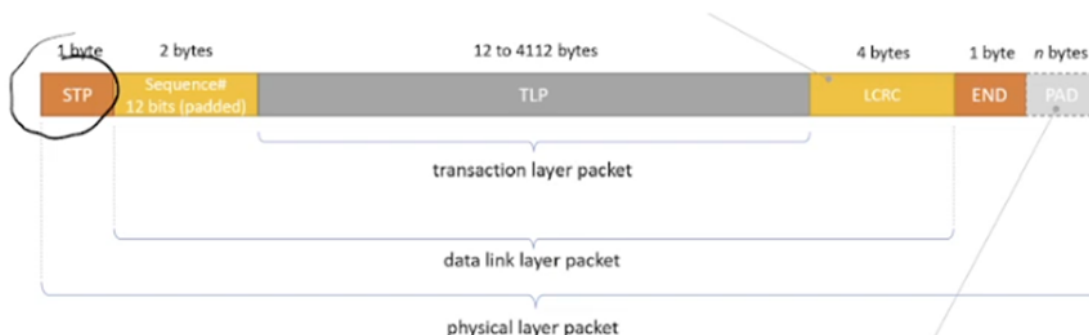 1 byte 2 bytes 12 to 4112 bytes 4 bytes 1 byte n bytes
STP Sequence# 12 bits (padded) TLP LCRC END PAD
transaction layer packet
data link layer packet
physical layer packet